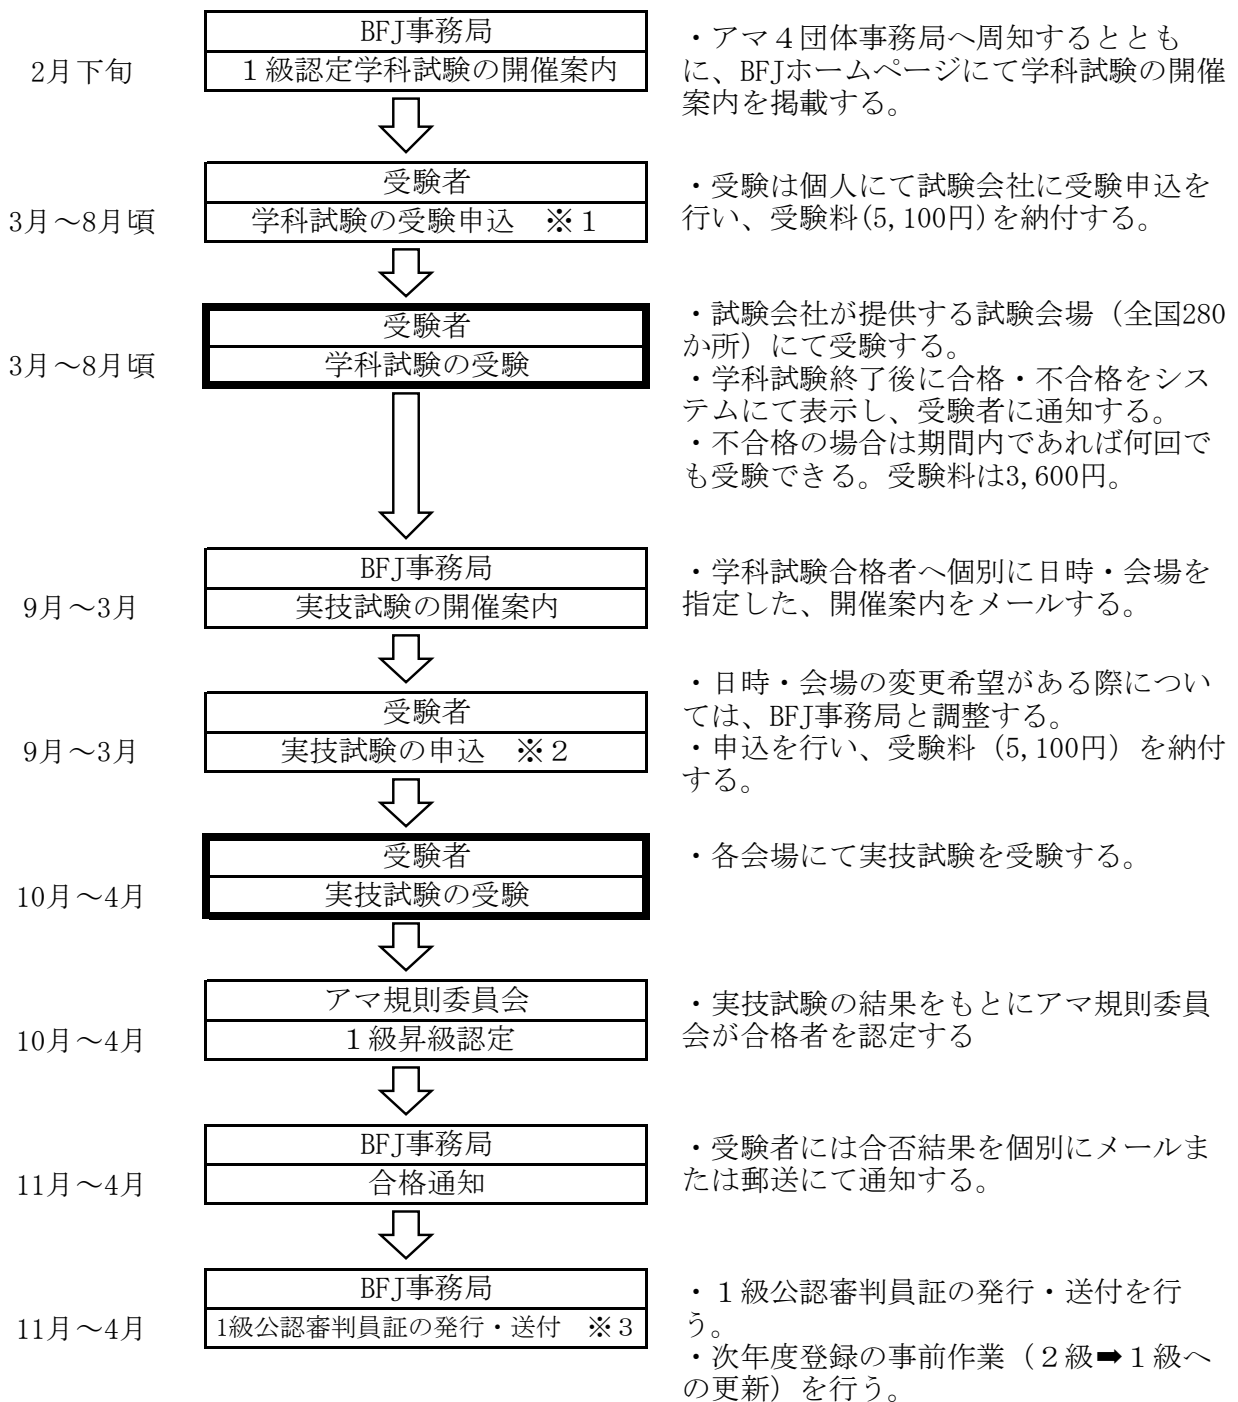 2月下旬
BFJ事務局
1級認定学科試験の開催案内
・アマ4団体事務局へ周知するととも
に、BFJホームページにて学科試験の開催
案内を掲載する。
3月～8月頃
受験者
学科試験の受験申込　※1
・受験は個人にて試験会社に受験申込を
行い、受験料(5,100円)を納付する。
3月～8月頃
受験者
学科試験の受験
・試験会社が提供する試験会場（全国280
か所）にて受験する。
・学科試験終了後に合格・不合格をシス
テムにて表示し、受験者に通知する。
・不合格の場合は期間内であれば何回で
も受験できる。受験料は3,600円。
9月～3月
BFJ事務局
実技試験の開催案内
・学科試験合格者へ個別に日時・会場を
指定した、開催案内をメールする。
9月～3月
受験者
実技試験の申込　※2
・日時・会場の変更希望がある際につい
ては、BFJ事務局と調整する。
・申込を行い、受験料（5,100円）を納付
する。
10月～4月
受験者
実技試験の受験
・各会場にて実技試験を受験する。
10月～4月
アマ規則委員会
1級昇級認定
・実技試験の結果をもとにアマ規則委員
会が合格者を認定する
11月～4月
BFJ事務局
合格通知
・受験者には合否結果を個別にメールま
たは郵送にて通知する。
11月～4月
BFJ事務局
1級公認審判員証の発行・送付　※3
・1級公認審判員証の発行・送付を行
う。
・次年度登録の事前作業（2級➡1級へ
の更新）を行う。